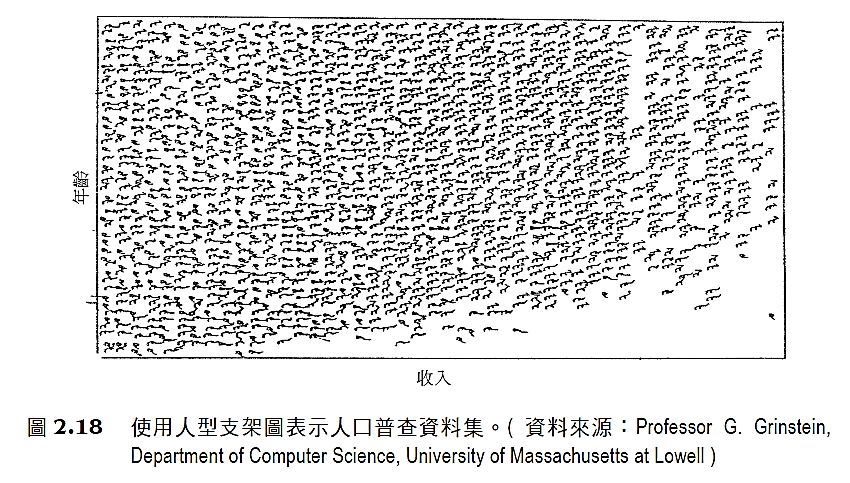 年齡
收入
圖 2.18 使用人型支架圖表示人口普查資料集。( 資料來源：Professor G. Grinstein,
Department of Computer Science, University of Massachusetts at Lowell )